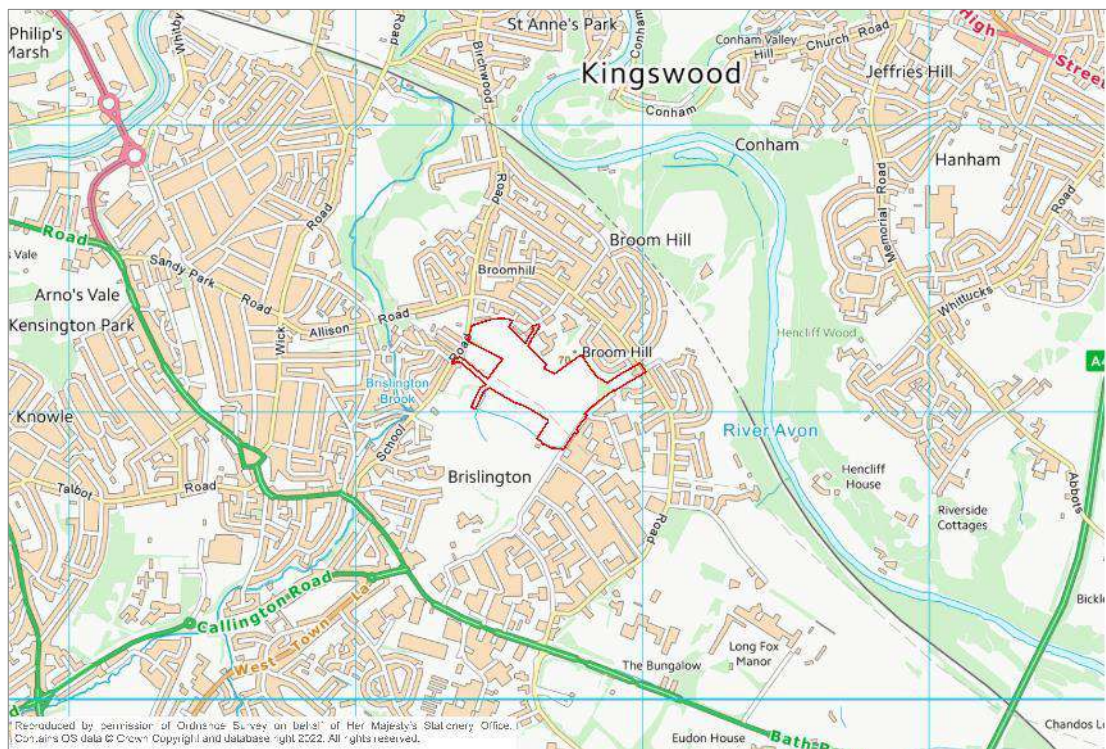 Philip's
Marsh
Whitby
Road
Birchwood
Road
St Anne's Park
Conham
Conham Valley
Hill
Church Road
High
Street
Kingswood
Jeffries Hill
Conham
Conham
Hanham
Memorial Road
Road
Whittucks
Road
s Vale
Sandy Park
Road
Road
Arno's Vale
Kensington Park
Allison Road
Wick
Broomhill
Broom Hill
Hencliff Wood
Road
70
Broom Hill
Brislington
Brook
A4
Knowle
School
River Avon
Talbot
Road
Brislington
Road
Hencliff
House
Riverside
Cottages
Abbotts
Callington Road
West Town La
Long Fox
Manor
The Bungalow
Eudon House
Bath
Chandos Lo
Reproduced by permission of Ordnance Survey on behalf of Her Majesty's Stationery Office.
Contains OS data © Crown Copyright and database right 2022. All rights reserved.